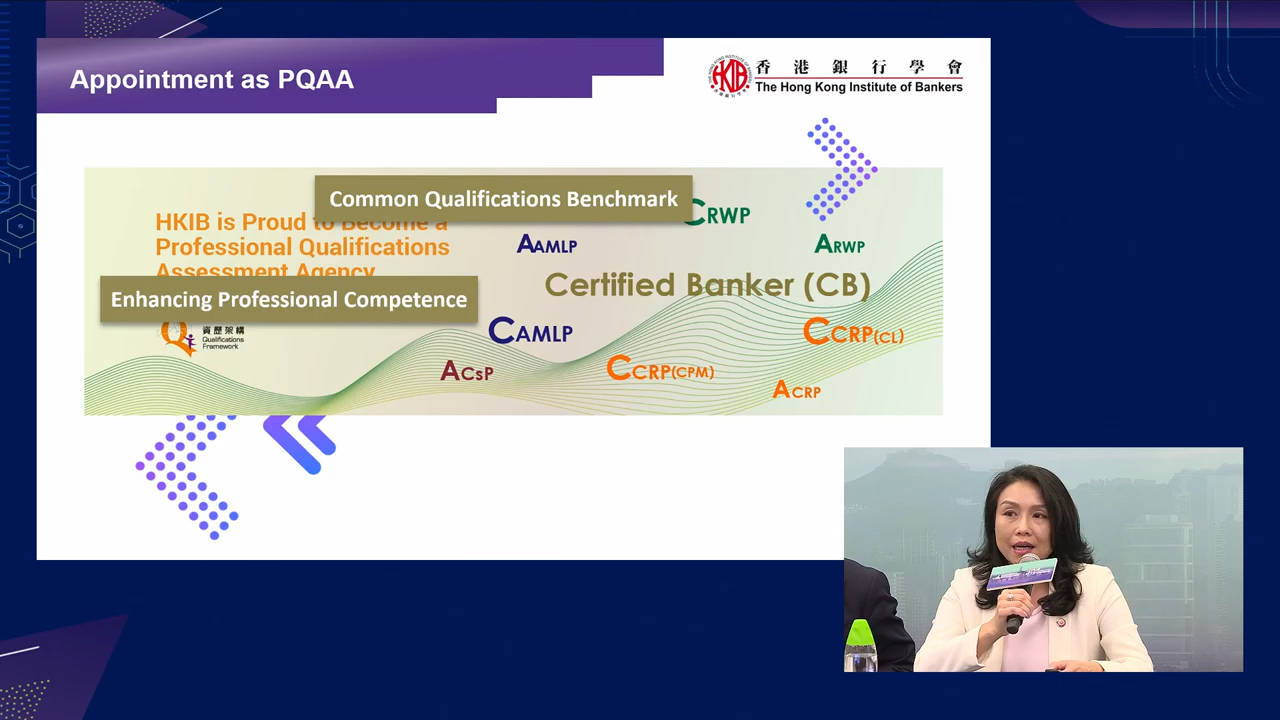 Appointment as PQAA
香港銀行學會
The Hong Kong Institute of Bankers
HKIB
Common Qualifications Benchmark
CRWP
HKIB is Proud to Become a
Professional Qualifications
Assessment Agency
AAMLP
ARWP
Certified Banker (CB)
Enhancing Professional Competence
資歷架構
Qualifications
Framework
CAMLP
CCRP(CL)
ACsP
CCRP(CPM)
ACRP